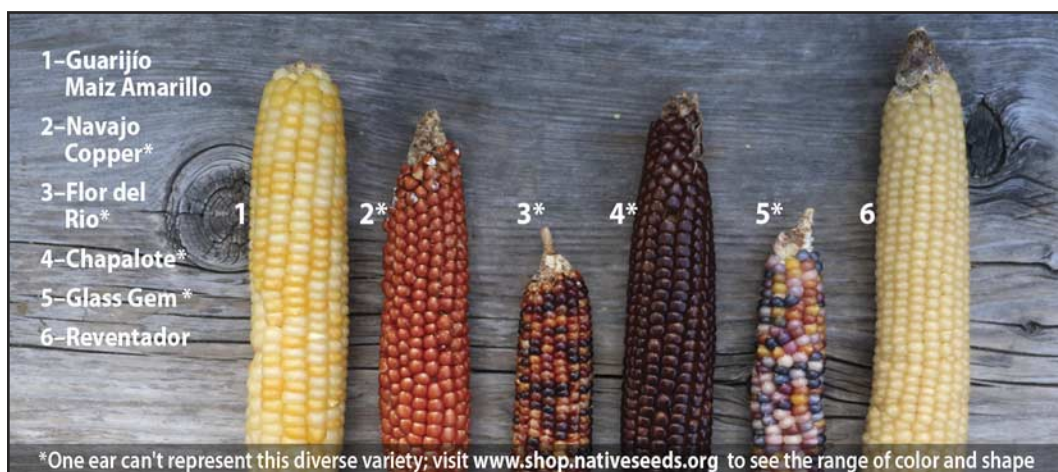 1–Guarijío
Maiz Amarillo
2–Navajo
Copper*
3–Flor del
Rio*
4–Chapalote*
5–Glass Gem *
6–Reventador
1
2*
3*
4*
5*
6
*One ear can't represent this diverse variety; visit www.shop.nativeseeds.org to see the range of color and shape